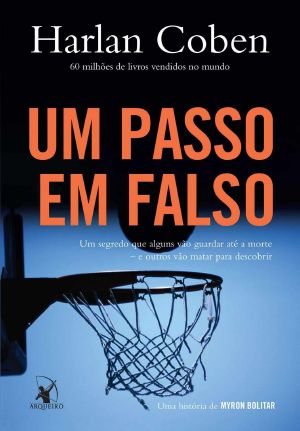 Harlan Coben
60 milhões de livros vendidos no mundo
UM PASSO
EM FALSO
Um segredo que alguns vão guardar até a morte
– e outros vão matar para descobrir
ARQUEIRO
Uma história de MYRON BOLITAR